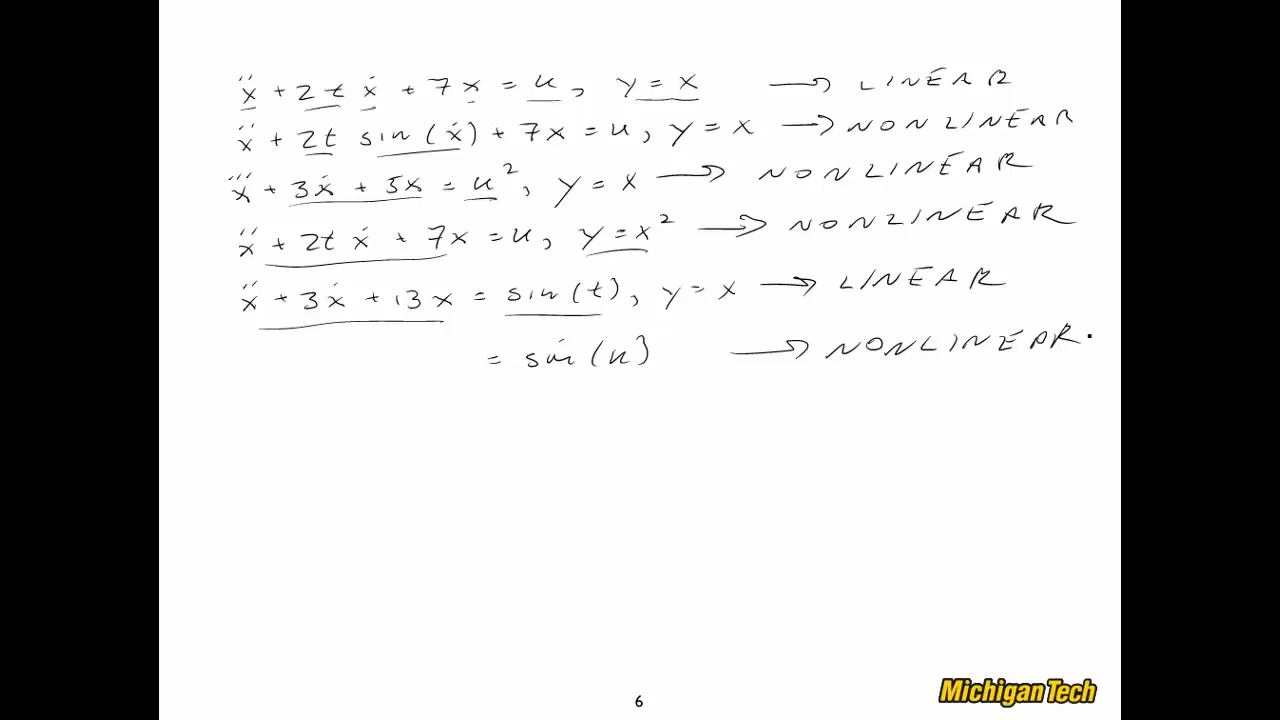 ẍ + 2t ẋ + 7x = u, y = x → LINEAR
ẍ + 2t sin(ẋ) + 7x = u, y = x → NONLINEAR
x⃛ + 3ẋ + 5x = u², y = x → NONLINEAR
ẍ + 2t ẋ + 7x = u, y = x² → NONLINEAR
ẍ + 3ẋ + 13x = sin(t), y = x → LINEAR
= sin(u) → NONLINEAR.
6
Michigan Tech